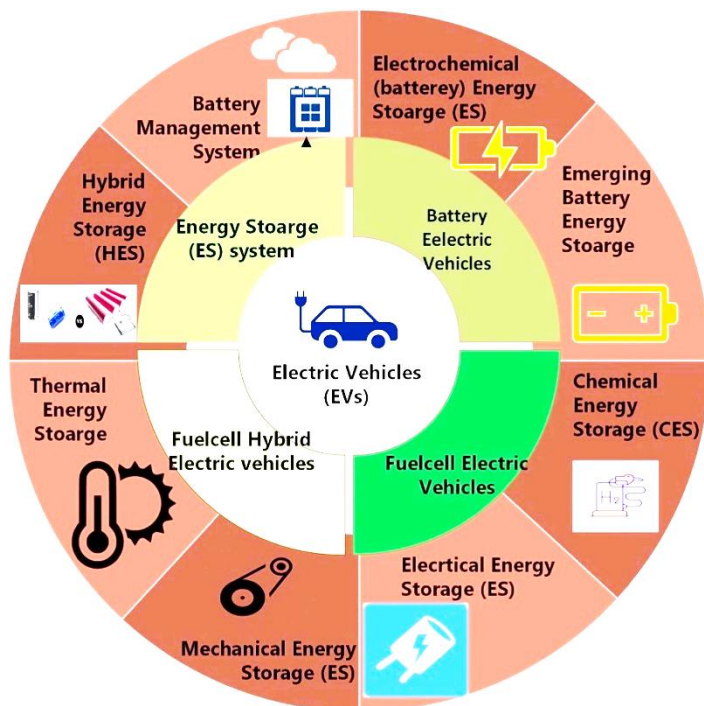 Electrochemical
(batterey) Energy
Stoarge (ES)
Battery
Management
System
Emerging
Battery
Energy
Stoarge
Hybrid
Energy
Storage
(HES)
Energy Stoarge
(ES) system
Battery
Eelectric
Vehicles
Electric Vehicles
(EVs)
Thermal
Energy
Stoarge
Chemical
Energy
Storage (CES)
H2
Fuelcell Hybrid
Electric vehicles
Fuelcell Electric
Vehicles
Elecrtical Energy
Storage (ES)
Mechanical Energy
Storage (ES)